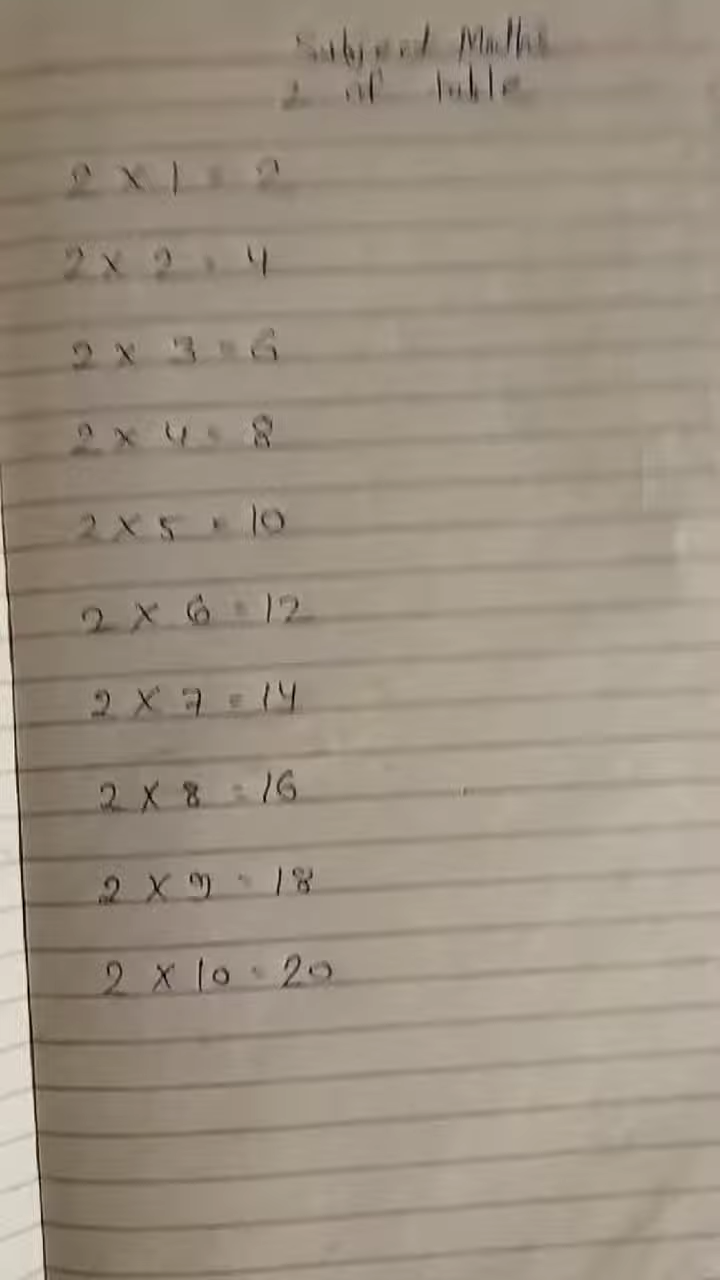 Subject Maths
2 of table
2 × 1 = 2
2 × 2 = 4
2 × 3 = 6
2 × 4 = 8
2 × 5 = 10
2 × 6 = 12
2 × 7 = 14
2 × 8 = 16
2 × 9 = 18
2 × 10 = 20